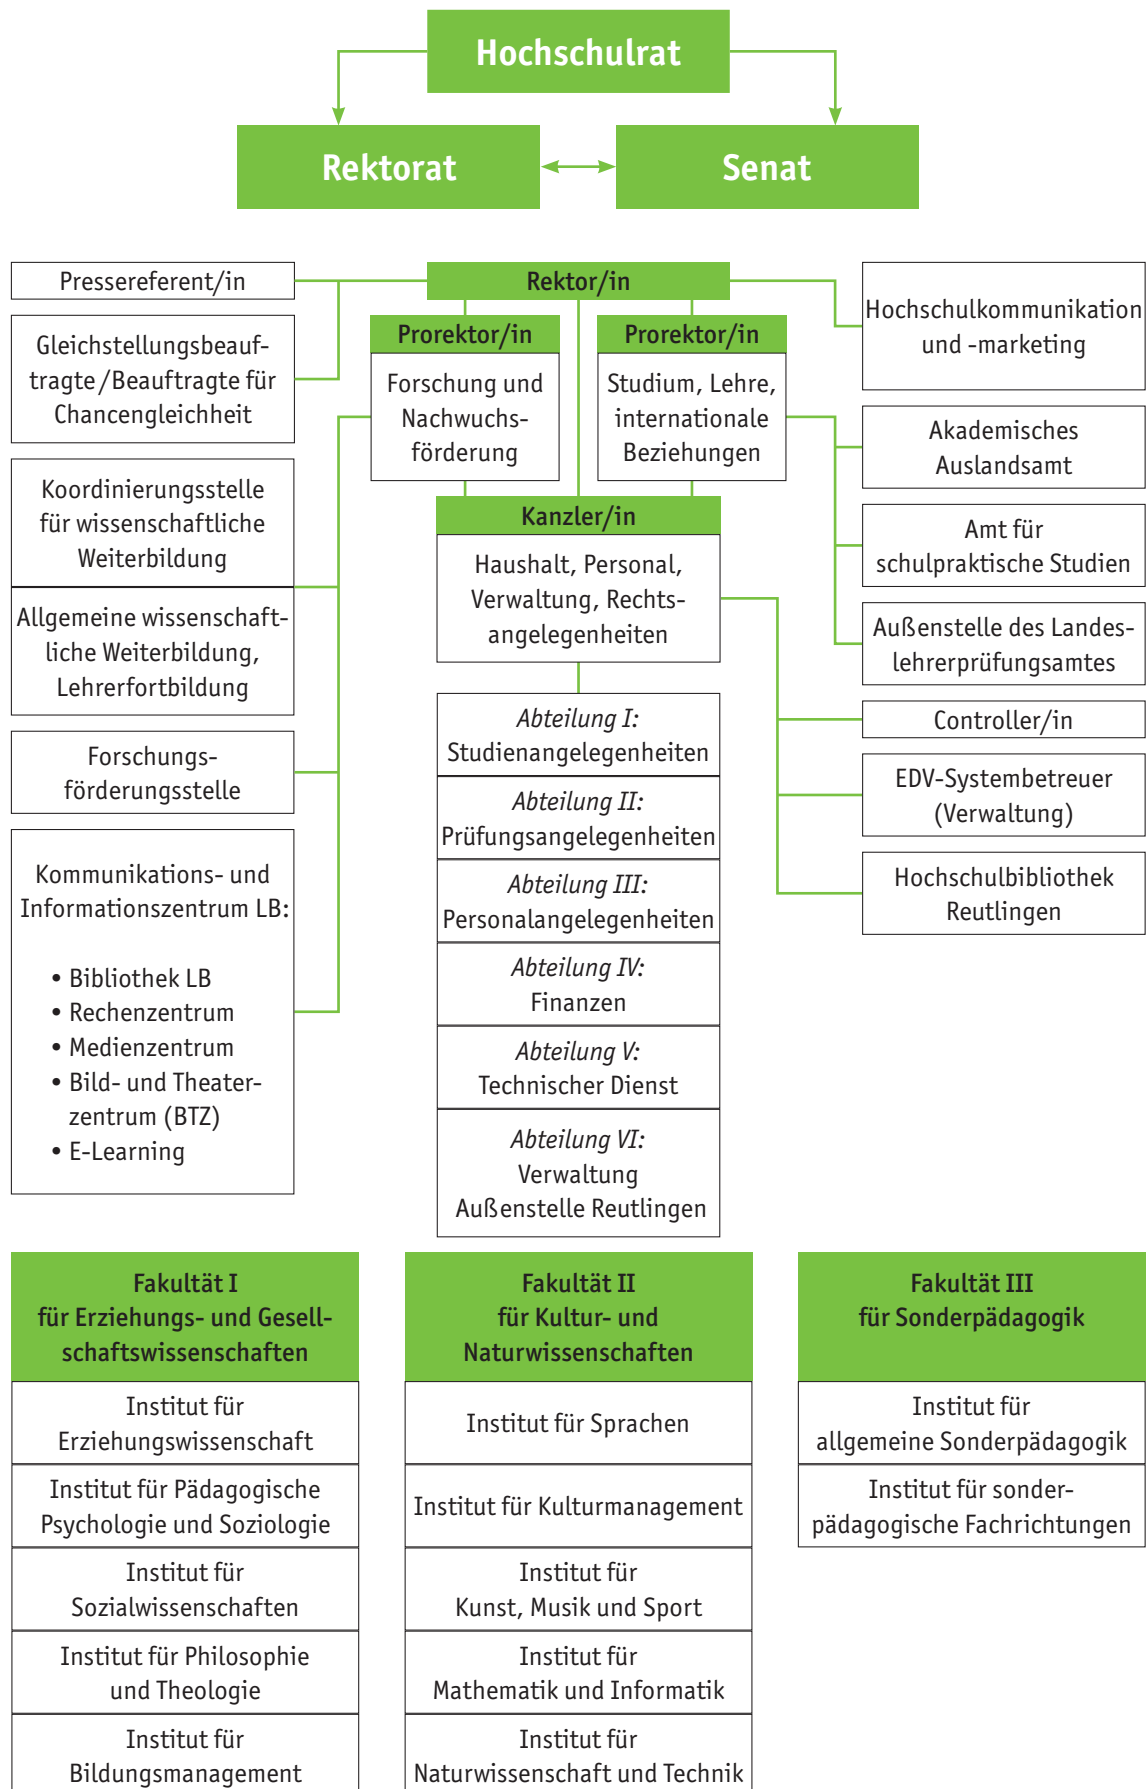 Hochschulrat
Rektorat
Senat
Pressereferent/in
Gleichstellungsbeauf-
tragte/Beauftragte für
Chancengleichheit
Koordinierungsstelle
für wissenschaftliche
Weiterbildung
Allgemeine wissenschaft-
liche Weiterbildung,
Lehrerfortbildung
Forschungs-
förderungsstelle
Kommunikations- und
Informationszentrum LB:
• Bibliothek LB
• Rechenzentrum
• Medienzentrum
• Bild- und Theater-
zentrum (BTZ)
• E-Learning
Rektor/in
Prorektor/in
Forschung und
Nachwuchs-
förderung
Prorektor/in
Studium, Lehre,
internationale
Beziehungen
Kanzler/in
Haushalt, Personal,
Verwaltung, Rechts-
angelegenheiten
Abteilung I:
Studienangelegenheiten
Abteilung II:
Prüfungsangelegenheiten
Abteilung III:
Personalangelegenheiten
Abteilung IV:
Finanzen
Abteilung V:
Technischer Dienst
Abteilung VI:
Verwaltung
Außenstelle Reutlingen
Hochschulkommunikation
und -marketing
Akademisches
Auslandsamt
Amt für
schulpraktische Studien
Außenstelle des Landes-
lehrerprüfungsamtes
Controller/in
EDV-Systembetreuer
(Verwaltung)
Hochschulbibliothek
Reutlingen
Fakultät I
für Erziehungs- und Gesell-
schaftswissenschaften
Institut für
Erziehungswissenschaft
Institut für Pädagogische
Psychologie und Soziologie
Institut für
Sozialwissenschaften
Institut für Philosophie
und Theologie
Institut für
Bildungsmanagement
Fakultät II
für Kultur- und
Naturwissenschaften
Institut für Sprachen
Institut für Kulturmanagement
Institut für
Kunst, Musik und Sport
Institut für
Mathematik und Informatik
Institut für
Naturwissenschaft und Technik
Fakultät III
für Sonderpädagogik
Institut für
allgemeine Sonderpädagogik
Institut für sonder-
pädagogische Fachrichtungen